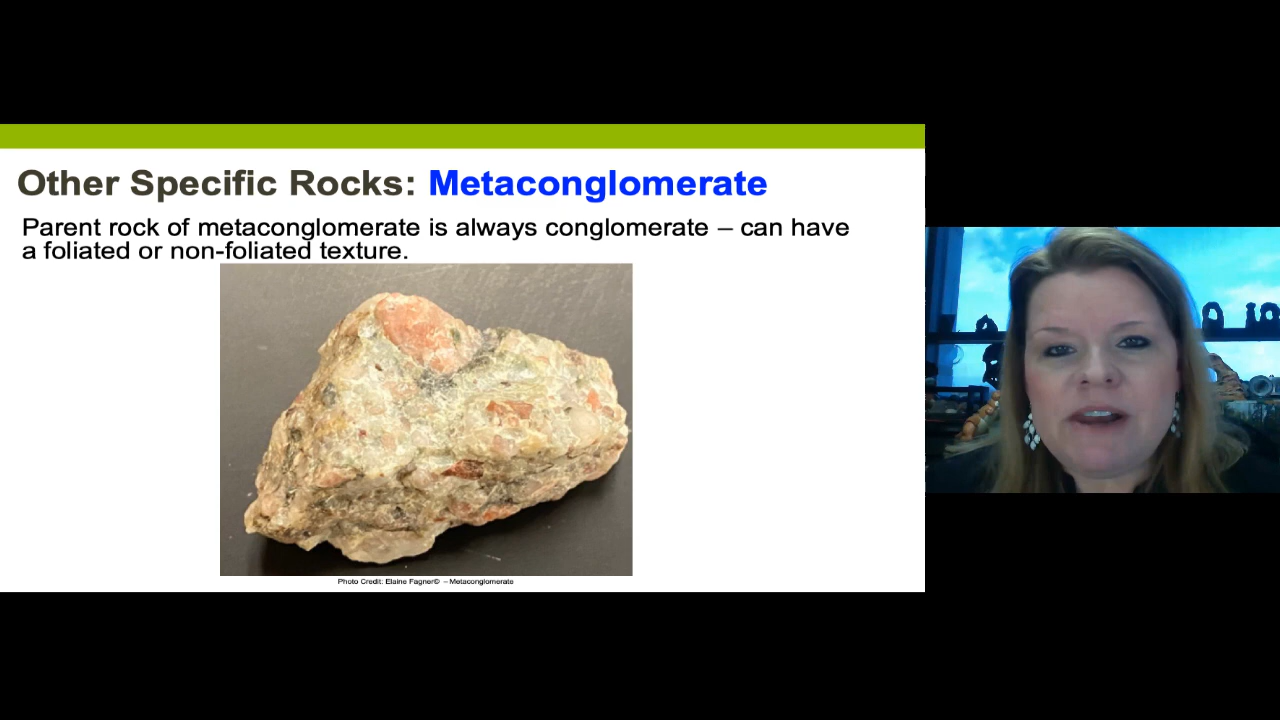 Other Specific Rocks: Metaconglomerate
Parent rock of metaconglomerate is always conglomerate – can have
a foliated or non-foliated texture.
Photo Credit: Elaine Fagner© – Metaconglomerate